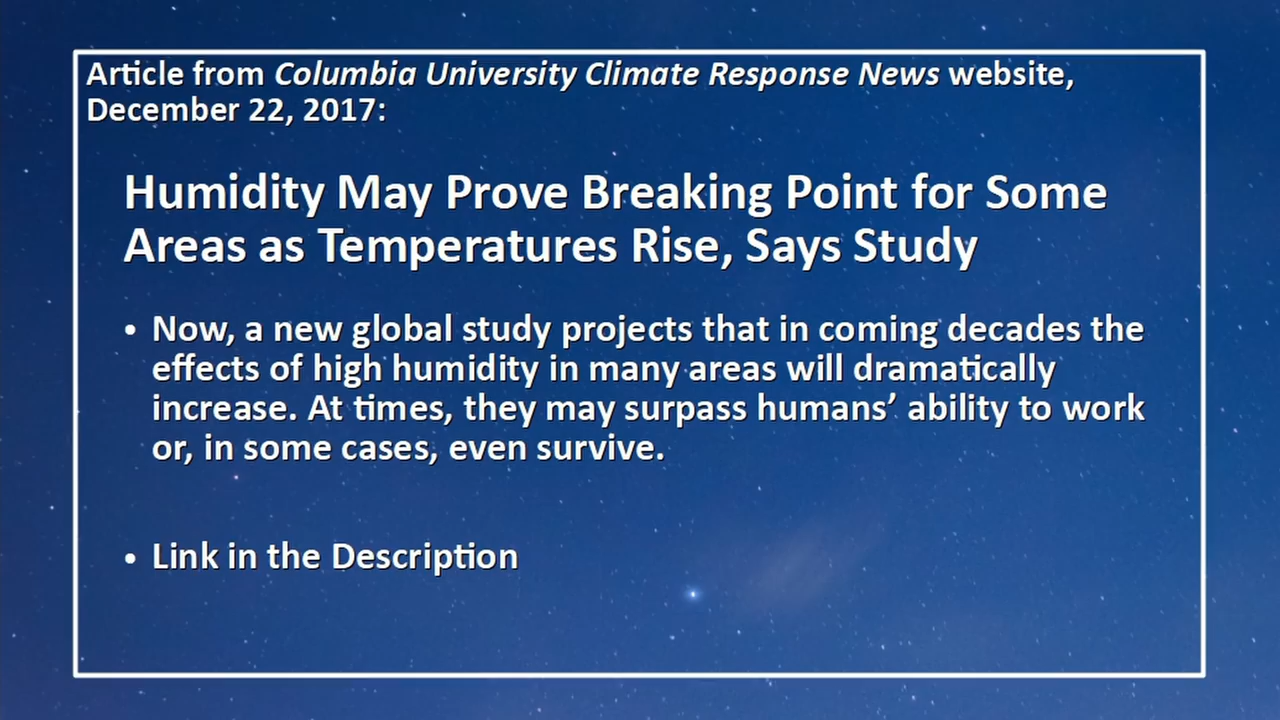 Article from Columbia University Climate Response News website,
December 22, 2017:
Humidity May Prove Breaking Point for Some
Areas as Temperatures Rise, Says Study
• Now, a new global study projects that in coming decades the
effects of high humidity in many areas will dramatically
increase. At times, they may surpass humans’ ability to work
or, in some cases, even survive.
• Link in the Description